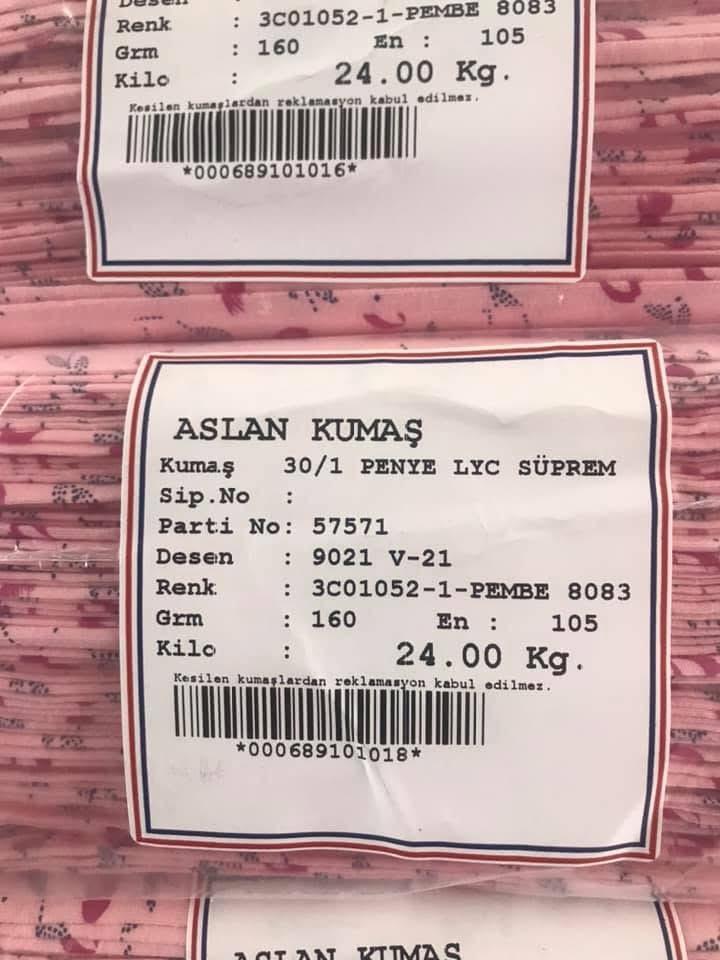 Desen
Renk : 3C01052-1-PEMBE 8083
Grm : 160 En : 105
Kilo : 24.00 Kg.
Kesilen kumaşlardan reklamasyon kabul edilmez.
*000689101016*
ASLAN KUMAŞ
Kumaş 30/1 PENYE LYC SÜPREM
Sip.No :
Parti No: 57571
Desen : 9021 V-21
Renk : 3C01052-1-PEMBE 8083
Grm : 160 En : 105
Kilo : 24.00 Kg.
Kesilen kumaşlardan reklamasyon kabul edilmez.
*000689101018*
ASLAN KUMAŞ